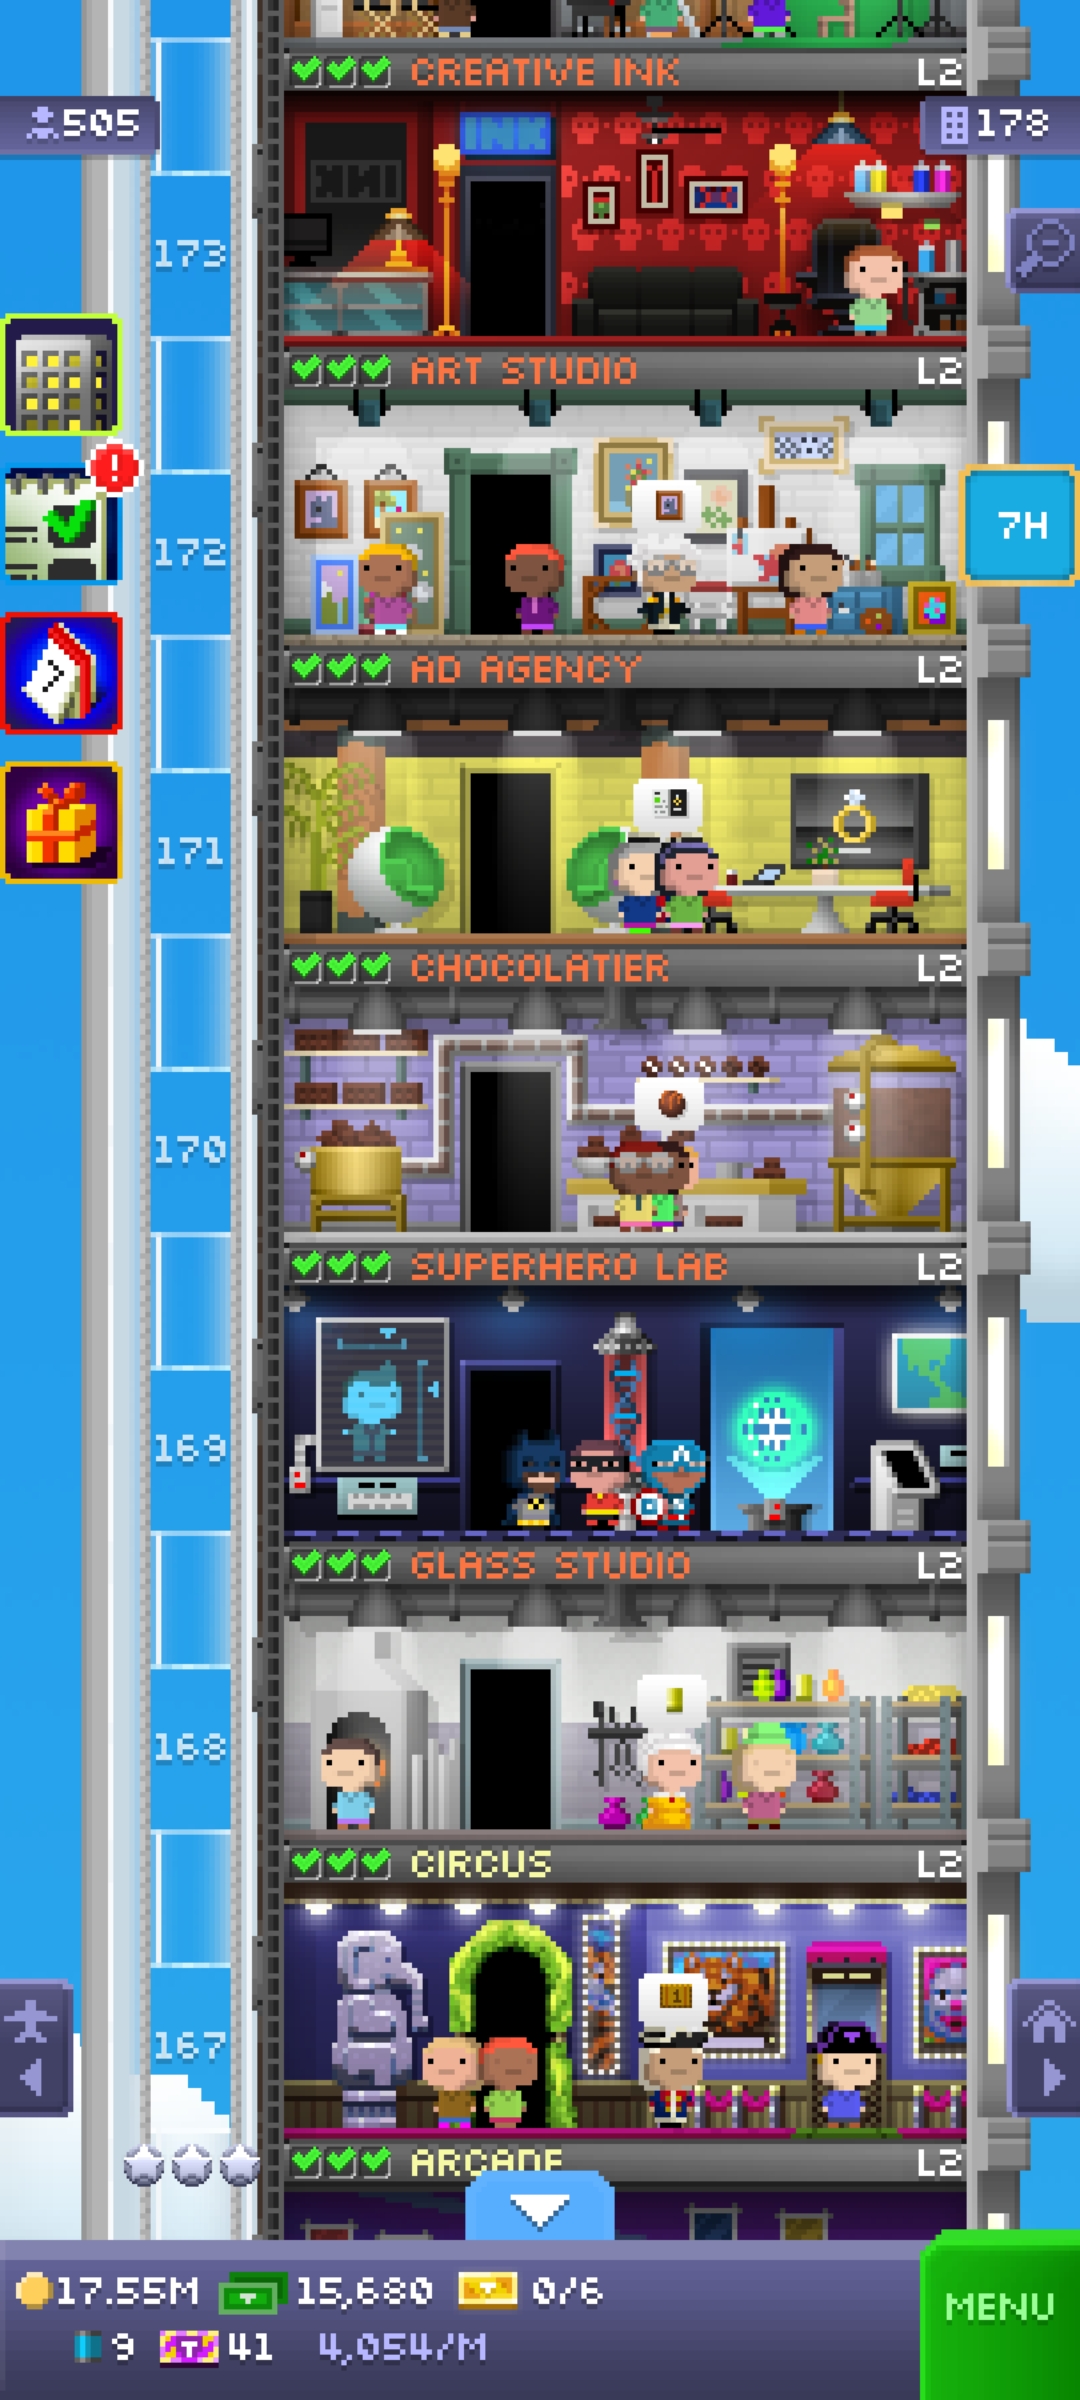 CREATIVE INK L2
505
178
INK
173
ART STUDIO L2
7H
172
AD AGENCY L2
171
CHOCOLATIER L2
170
SUPERHERO LAB L2
169
GLASS STUDIO L2
168
CIRCUS L2
1
167
ARCADE L2
17.55M 15,680 0/6
MENU
9 41 4,054/M